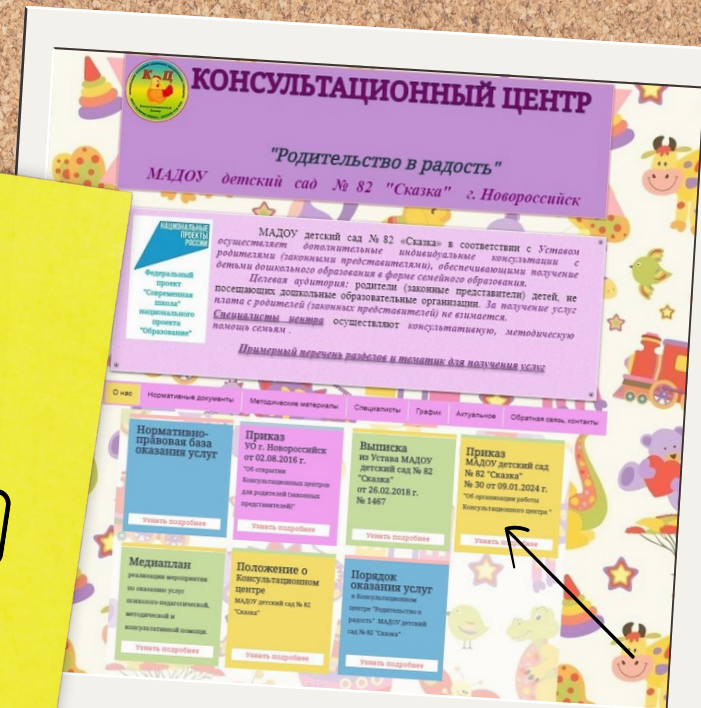 К Ц
КОНСУЛЬТАЦИОННЫЙ ЦЕНТР
"Родительство в радость"
МАДОУ детский сад № 82 "Сказка" г. Новороссийск
НАЦИОНАЛЬНЫЕ
ПРОЕКТЫ
РОССИИ
Федеральный
проект
"Современная
школа"
национального
проекта
"Образование"
МАДОУ детский сад № 82 «Сказка» в соответствии с Уставом
осуществляет дополнительные индивидуальные консультации с
родителями (законными представителями), обеспечивающими получение
детьми дошкольного образования в форме семейного образования.
Целевая аудитория: родители (законные представители) детей, не
посещающих дошкольные образовательные организации. За получение услуг
плата с родителей (законных представителей) не взимается.
Специалисты центра осуществляют консультативную, методическую
помощь семьям .
Примерный перечень разделов и тематик для получения услуг
О нас Нормативные документы Методические материалы Специалисты График Актуальное Обратная связь, контакты
Нормативно-
правовая база
оказания услуг
Узнать подробнее
Приказ
УО г. Новороссийск
от 02.08.2016 г.
"Об открытии
Консультационных центров
для родителей (законных
представителей)"
Узнать подробнее
Выписка
из Устава МАДОУ
детский сад № 82
"Сказка"
от 26.02.2018 г.
№ 1467
Узнать подробнее
Приказ
МАДОУ детский сад
№ 82 "Сказка"
№ 30 от 09.01.2024 г.
"Об организации работы
Консультационного центра "
Узнать подробнее
Медиаплан
реализации мероприятий
по оказанию услуг
психолого-педагогической,
методической и
консультативной помощи.
Узнать подробнее
Положение о
Консультационном
центре
МАДОУ детский сад № 82
"Сказка"
Узнать подробнее
Порядок
оказания услуг
в Консультационном
центре "Родительство в
радость" МАДОУ детский
сад № 82 "Сказка"
Узнать подробнее